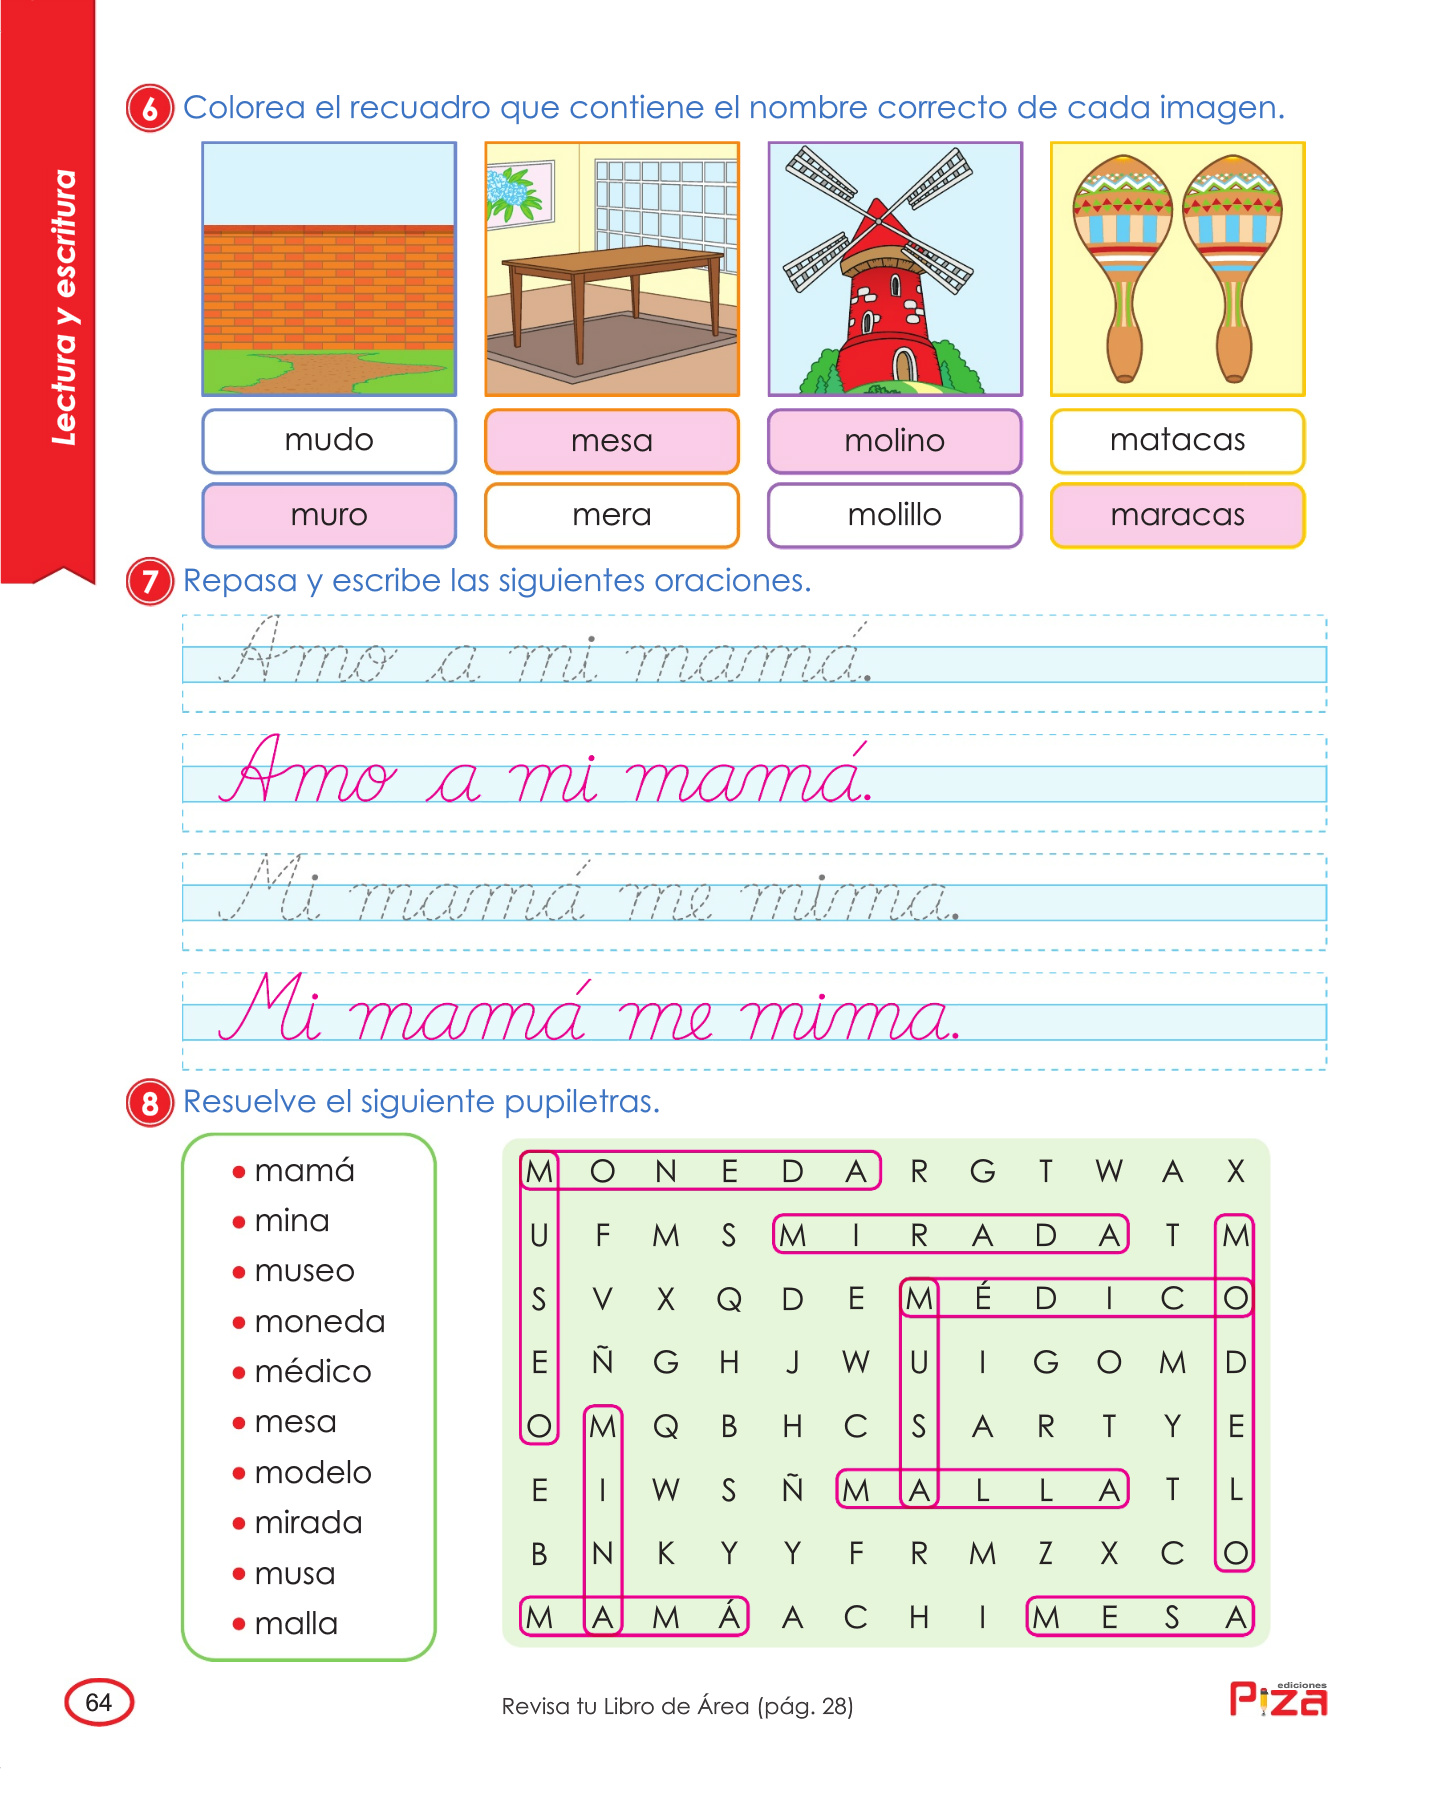 Lectura y escritura
6 Colorea el recuadro que contiene el nombre correcto de cada imagen.
mudo mesa molino matacas
muro mera molillo maracas
7 Repasa y escribe las siguientes oraciones.
Amo a mi mamá.
Amo a mi mamá.
Mi mamá me mima.
Mi mamá me mima.
8 Resuelve el siguiente pupiletras.
• mamá
• mina
• museo
• moneda
• médico
• mesa
• modelo
• mirada
• musa
• malla
M O N E D A R G T W A X
U F M S M I R A D A T M
S V X Q D E M É D I C O
E Ñ G H J W U I G O M D
O M Q B H C S A R T Y E
E I W S Ñ M A L L A T L
B N K Y Y F R M Z X C O
M A M Á A C H I M E S A
64
Revisa tu Libro de Área (pág. 28)
ediciones
Piza